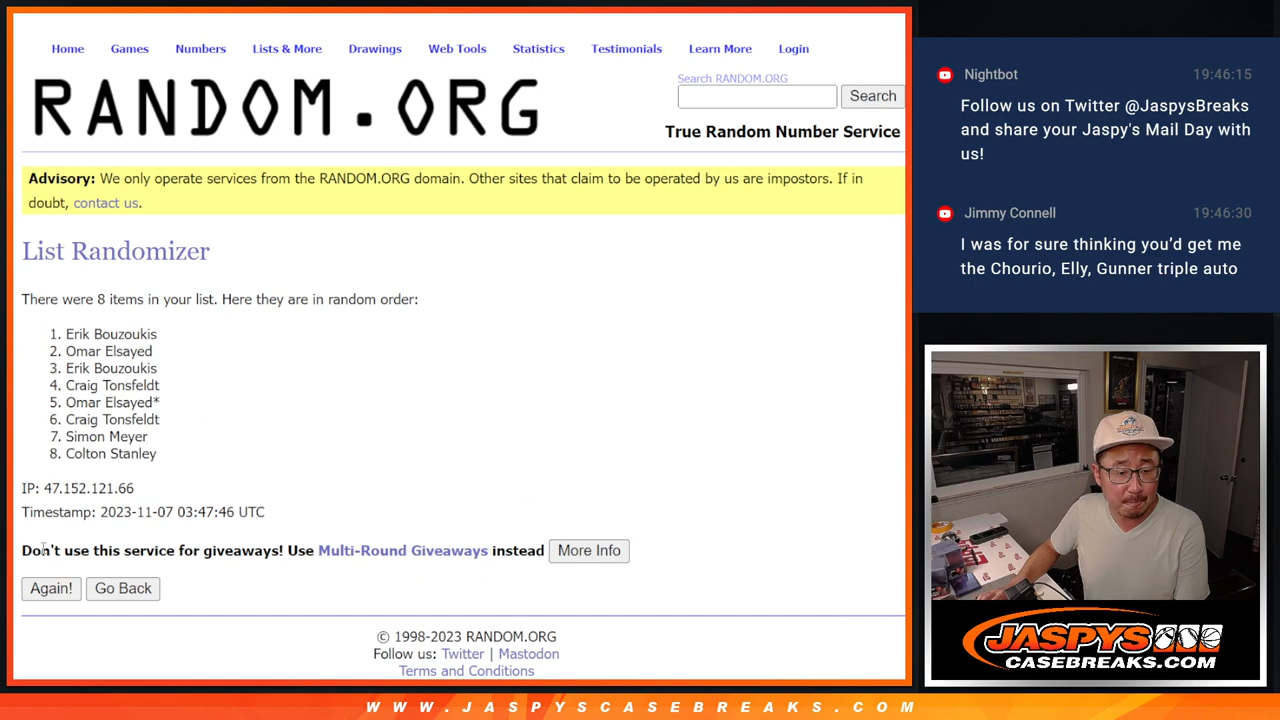 Home Games Numbers Lists & More Drawings Web Tools Statistics Testimonials Learn More Login
RANDOM.ORG
Search RANDOM.ORG
Search
True Random Number Service
Advisory: We only operate services from the RANDOM.ORG domain. Other sites that claim to be operated by us are impostors. If in
doubt, contact us.
List Randomizer
There were 8 items in your list. Here they are in random order:
1. Erik Bouzoukis
2. Omar Elsayed
3. Erik Bouzoukis
4. Craig Tonsfeldt
5. Omar Elsayed*
6. Craig Tonsfeldt
7. Simon Meyer
8. Colton Stanley
IP: 47.152.121.66
Timestamp: 2023-11-07 03:47:46 UTC
Don't use this service for giveaways! Use Multi-Round Giveaways instead More Info
Again! Go Back
© 1998-2023 RANDOM.ORG
Follow us: Twitter | Mastodon
Terms and Conditions
Nightbot 19:46:15
Follow us on Twitter @JaspysBreaks
and share your Jaspy's Mail Day with
us!
Jimmy Connell 19:46:30
I was for sure thinking you’d get me
the Chourio, Elly, Gunner triple auto
JASPYS
CASEBREAKS.COM
WWW.JASPYSCASEBREAKS.COM